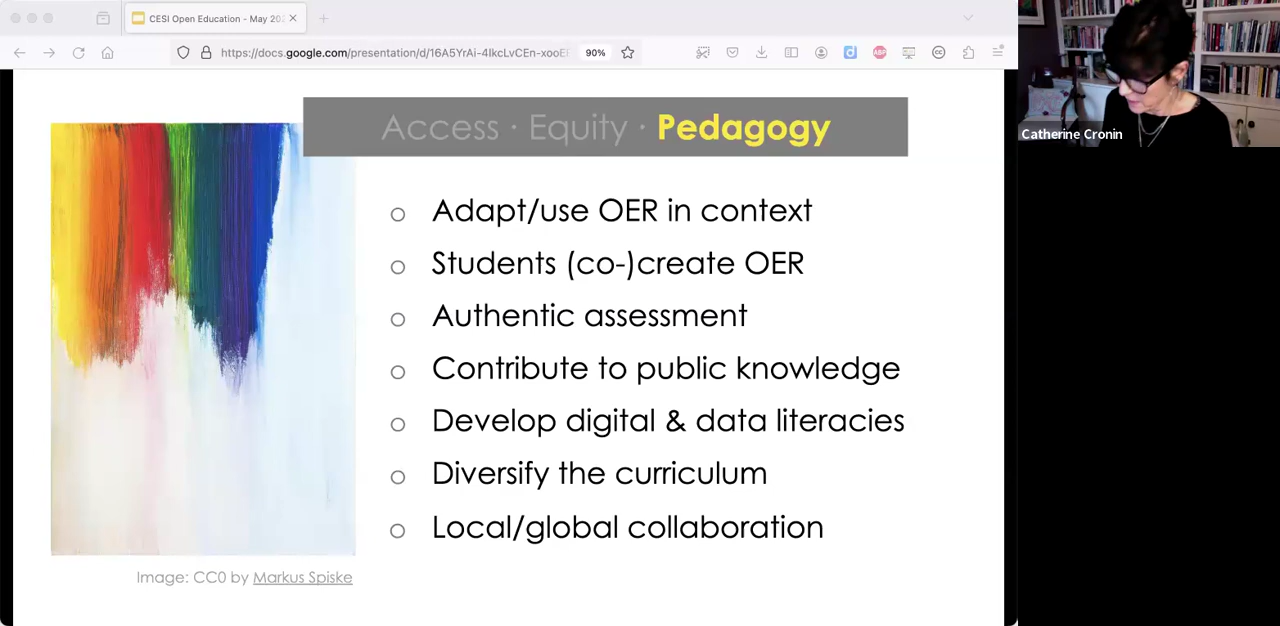 CESI Open Education - May 202
https://docs.google.com/presentation/d/16A5YrAi-4lkcLvCEn-xooEF
90%
Catherine Cronin
Access · Equity · Pedagogy
Adapt/use OER in context
Students (co-)create OER
Authentic assessment
Contribute to public knowledge
Develop digital & data literacies
Diversify the curriculum
Local/global collaboration
Image: CC0 by Markus Spiske